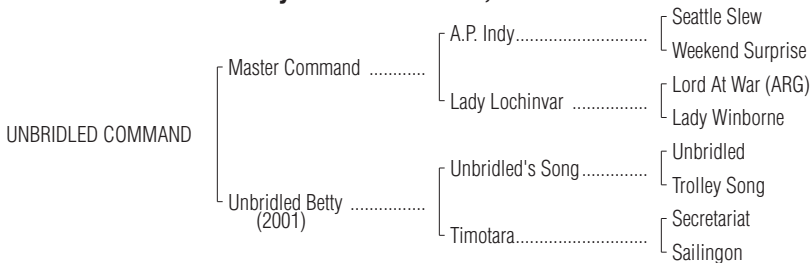 Seattle Slew
A.P. Indy..............................
Weekend Surprise
Master Command ............
Lord At War (ARG)
Lady Lochinvar ................
Lady Winborne
UNBRIDLED COMMAND
Unbridled
Unbridled's Song..............
Trolley Song
Unbridled Betty ................
(2001)
Secretariat
Timotara............................
Sailingon